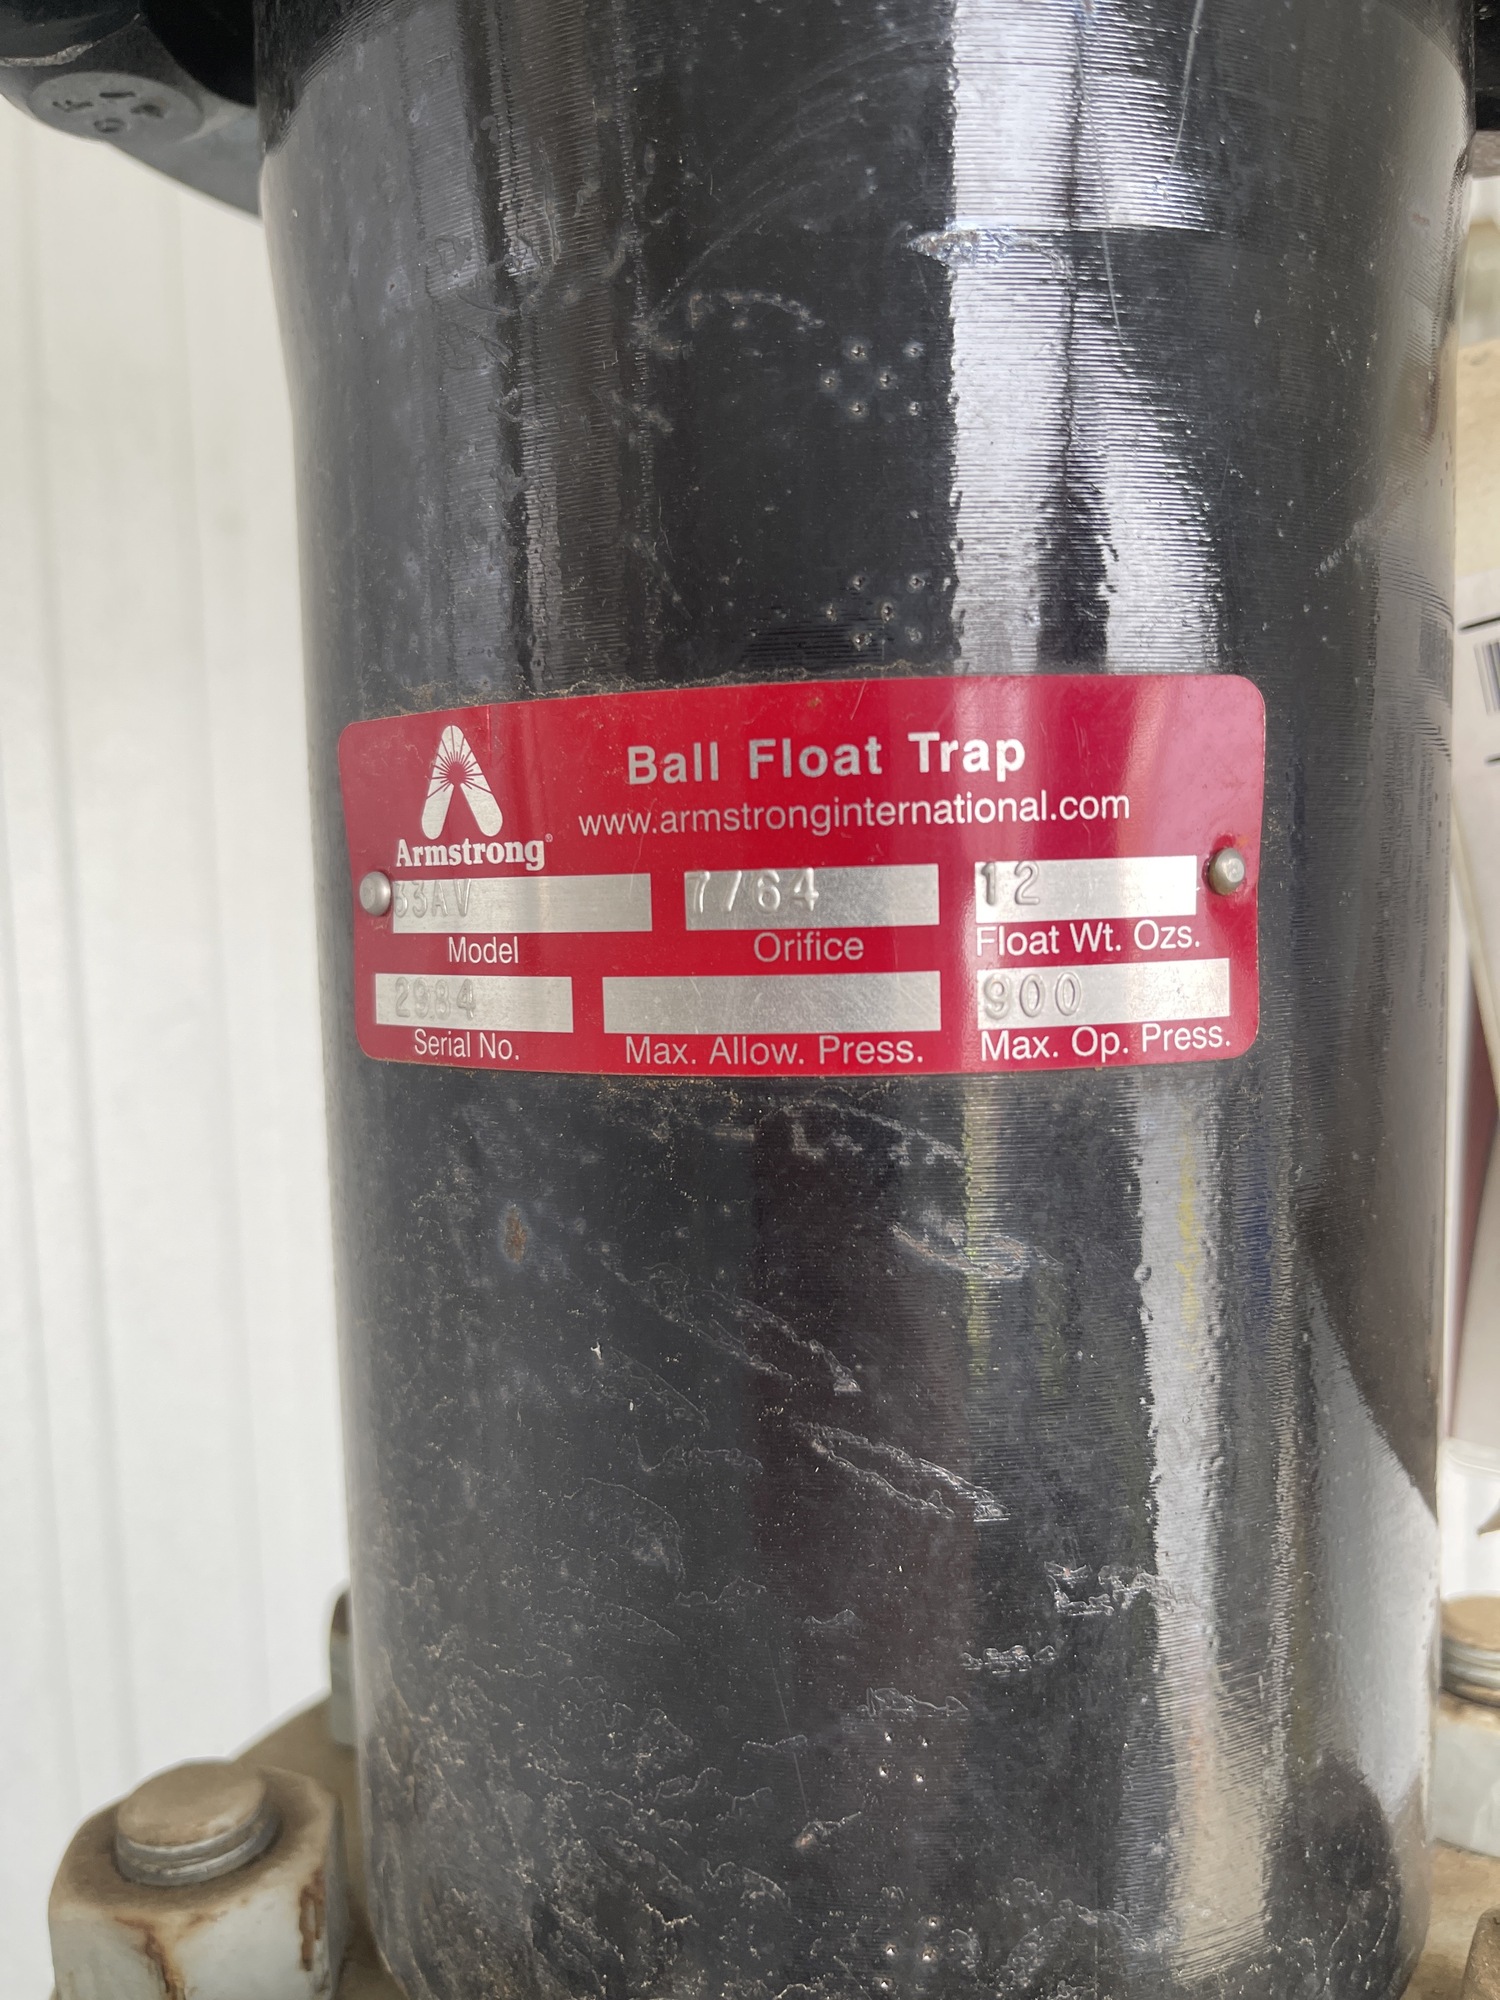 Ball Float Trap
www.armstronginternational.com
Armstrong®
33AV 7/64 12
Model Orifice Float Wt. Ozs.
2984 900
Serial No. Max. Allow. Press. Max. Op. Press.